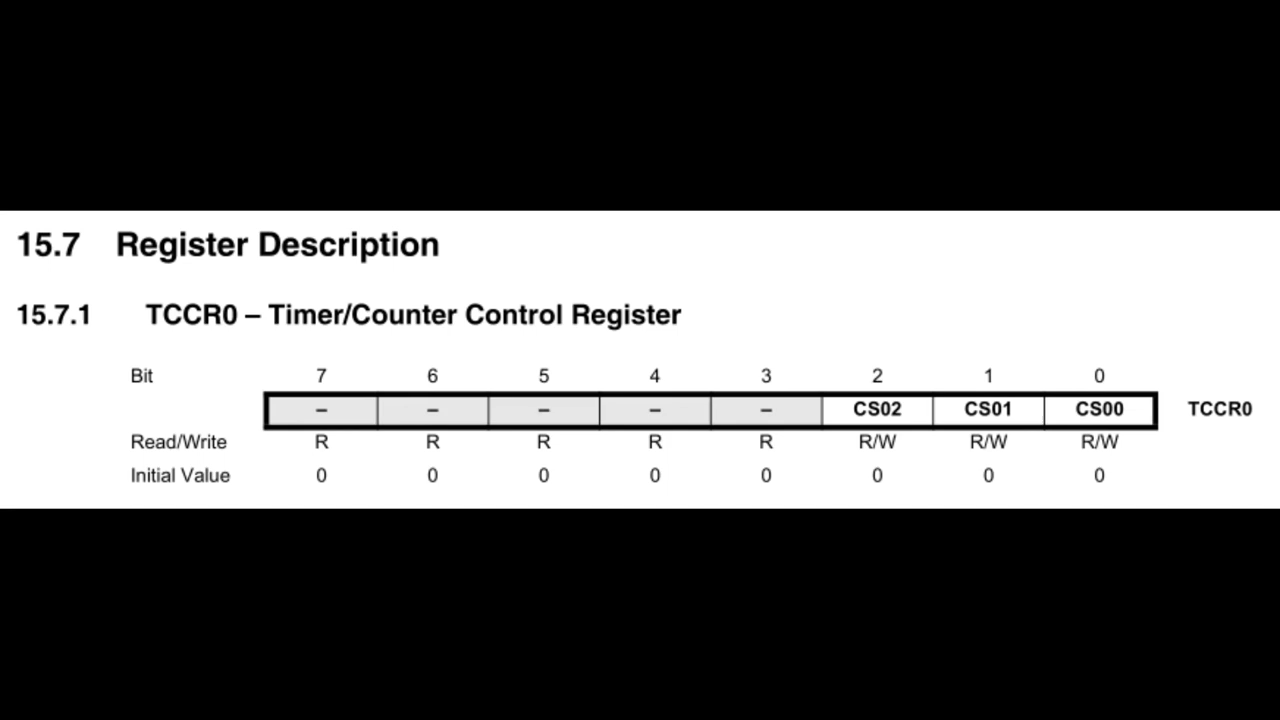 15.7 Register Description
15.7.1 TCCR0 – Timer/Counter Control Register
Bit 7 6 5 4 3 2 1 0
– – – – – CS02 CS01 CS00 TCCR0
Read/Write R R R R R R/W R/W R/W
Initial Value 0 0 0 0 0 0 0 0